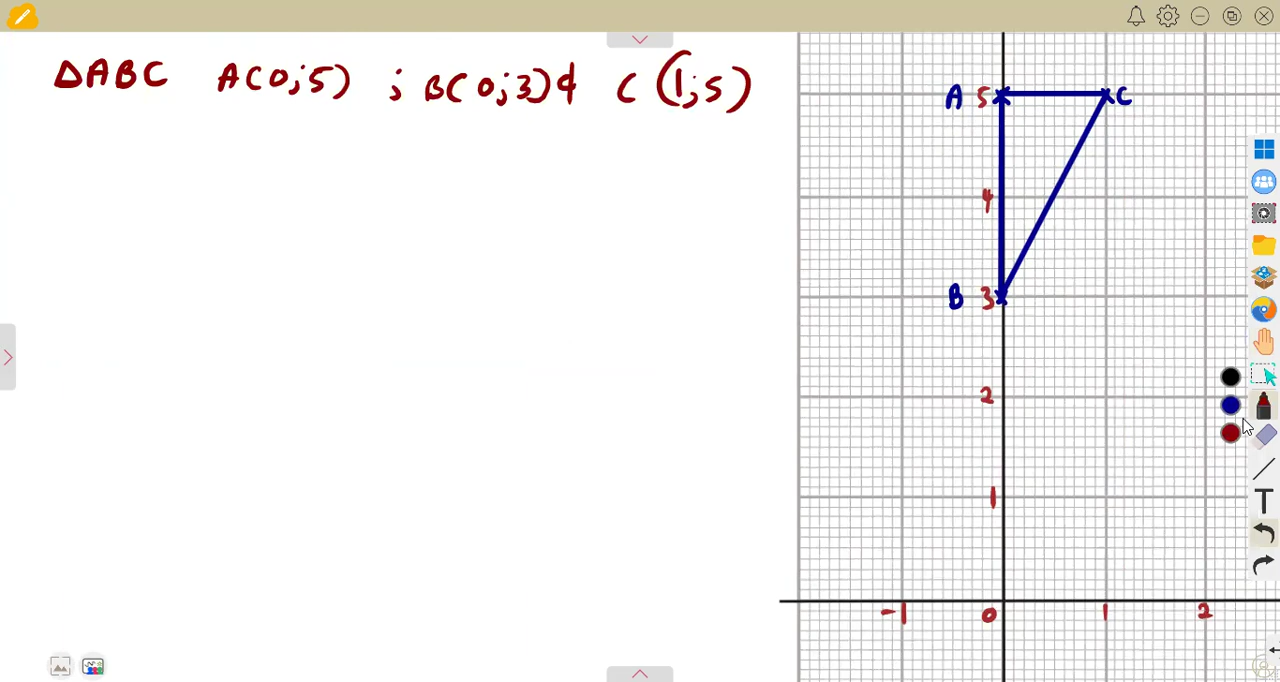 ΔABC A(0;5) ; B(0;3) & C(1;5)
A 5 C
4
B 3
2
1
-1 0 1 2